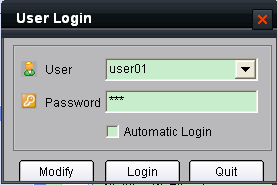 User Login
User user01
Password ***
Automatic Login
Modify Login Quit